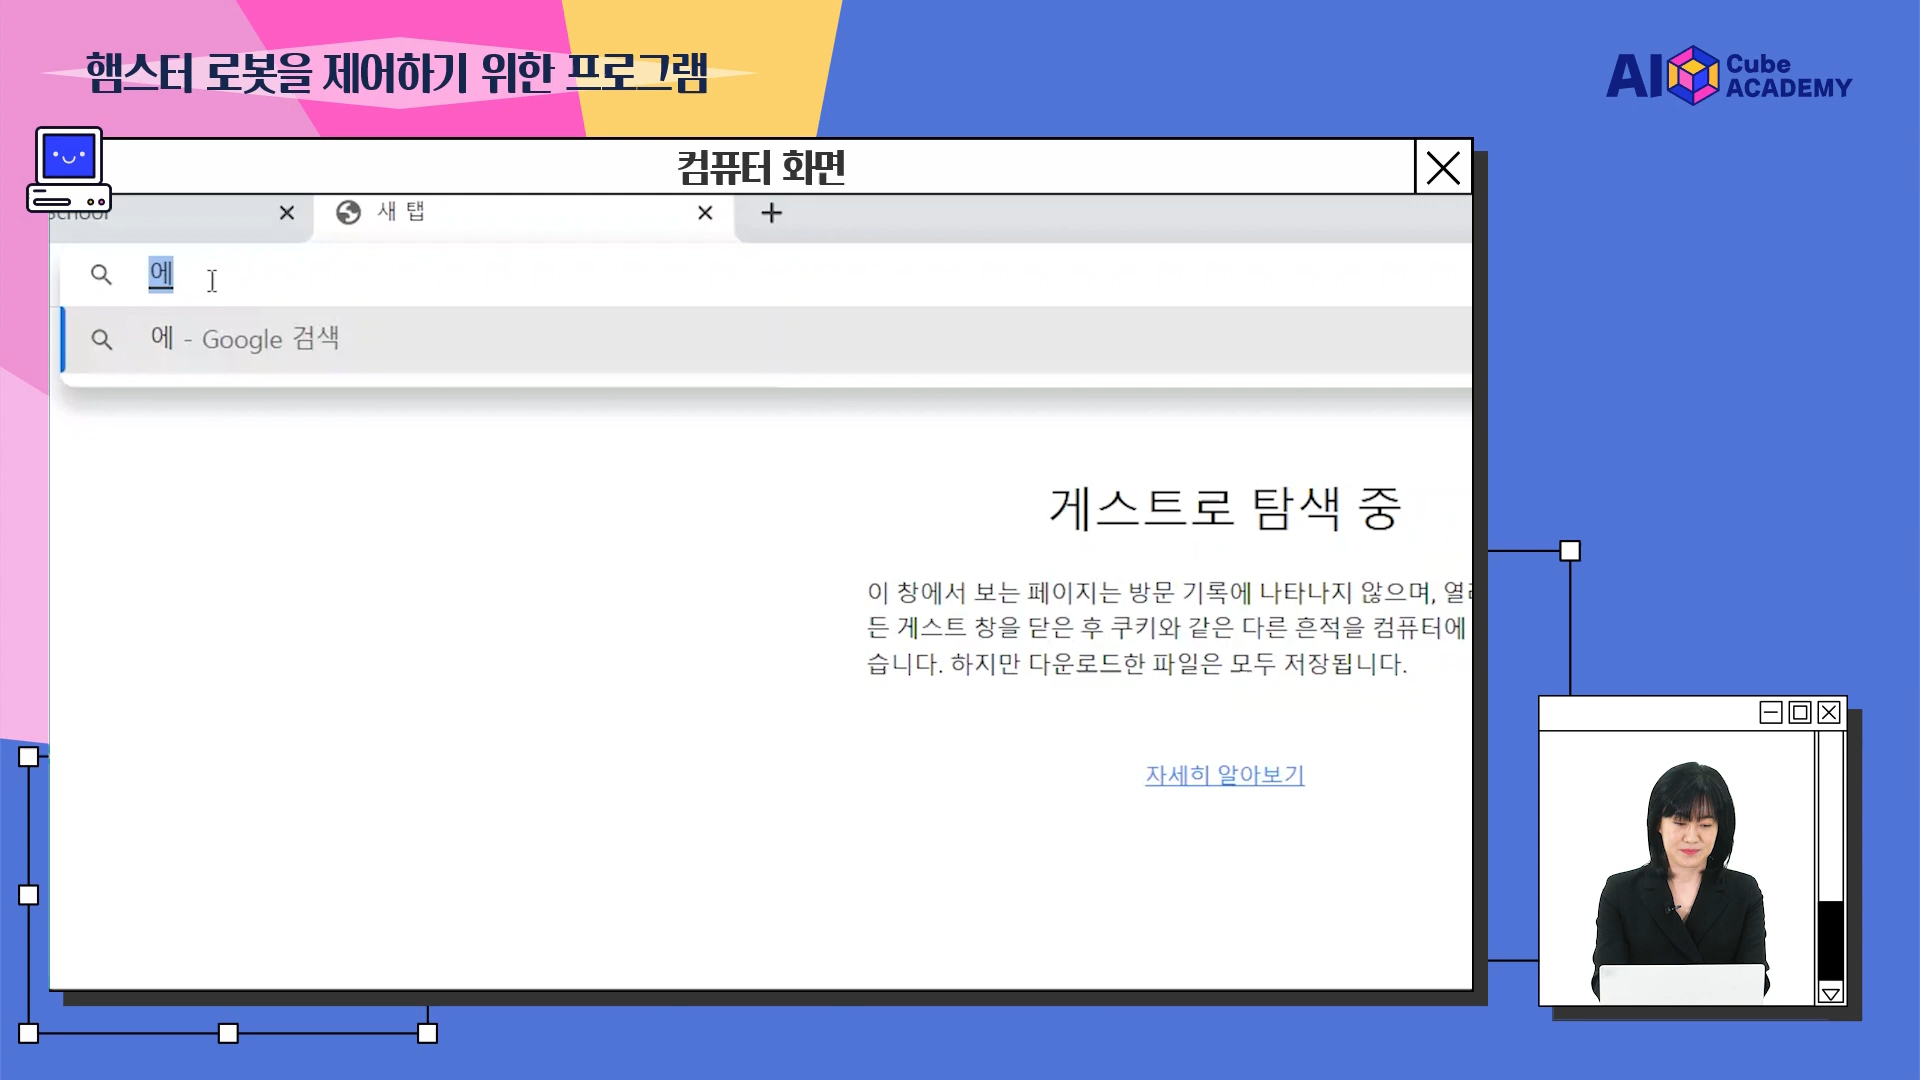 햄스터 로봇을 제어하기 위한 프로그램
AI Cube ACADEMY
컴퓨터 화면
School
새 탭
에
에 - Google 검색
게스트로 탐색 중
이 창에서 보는 페이지는 방문 기록에 나타나지 않으며,
든 게스트 창을 닫은 후 쿠키와 같은 다른 흔적을 컴퓨터에
습니다. 하지만 다운로드한 파일은 모두 저장됩니다.
자세히 알아보기